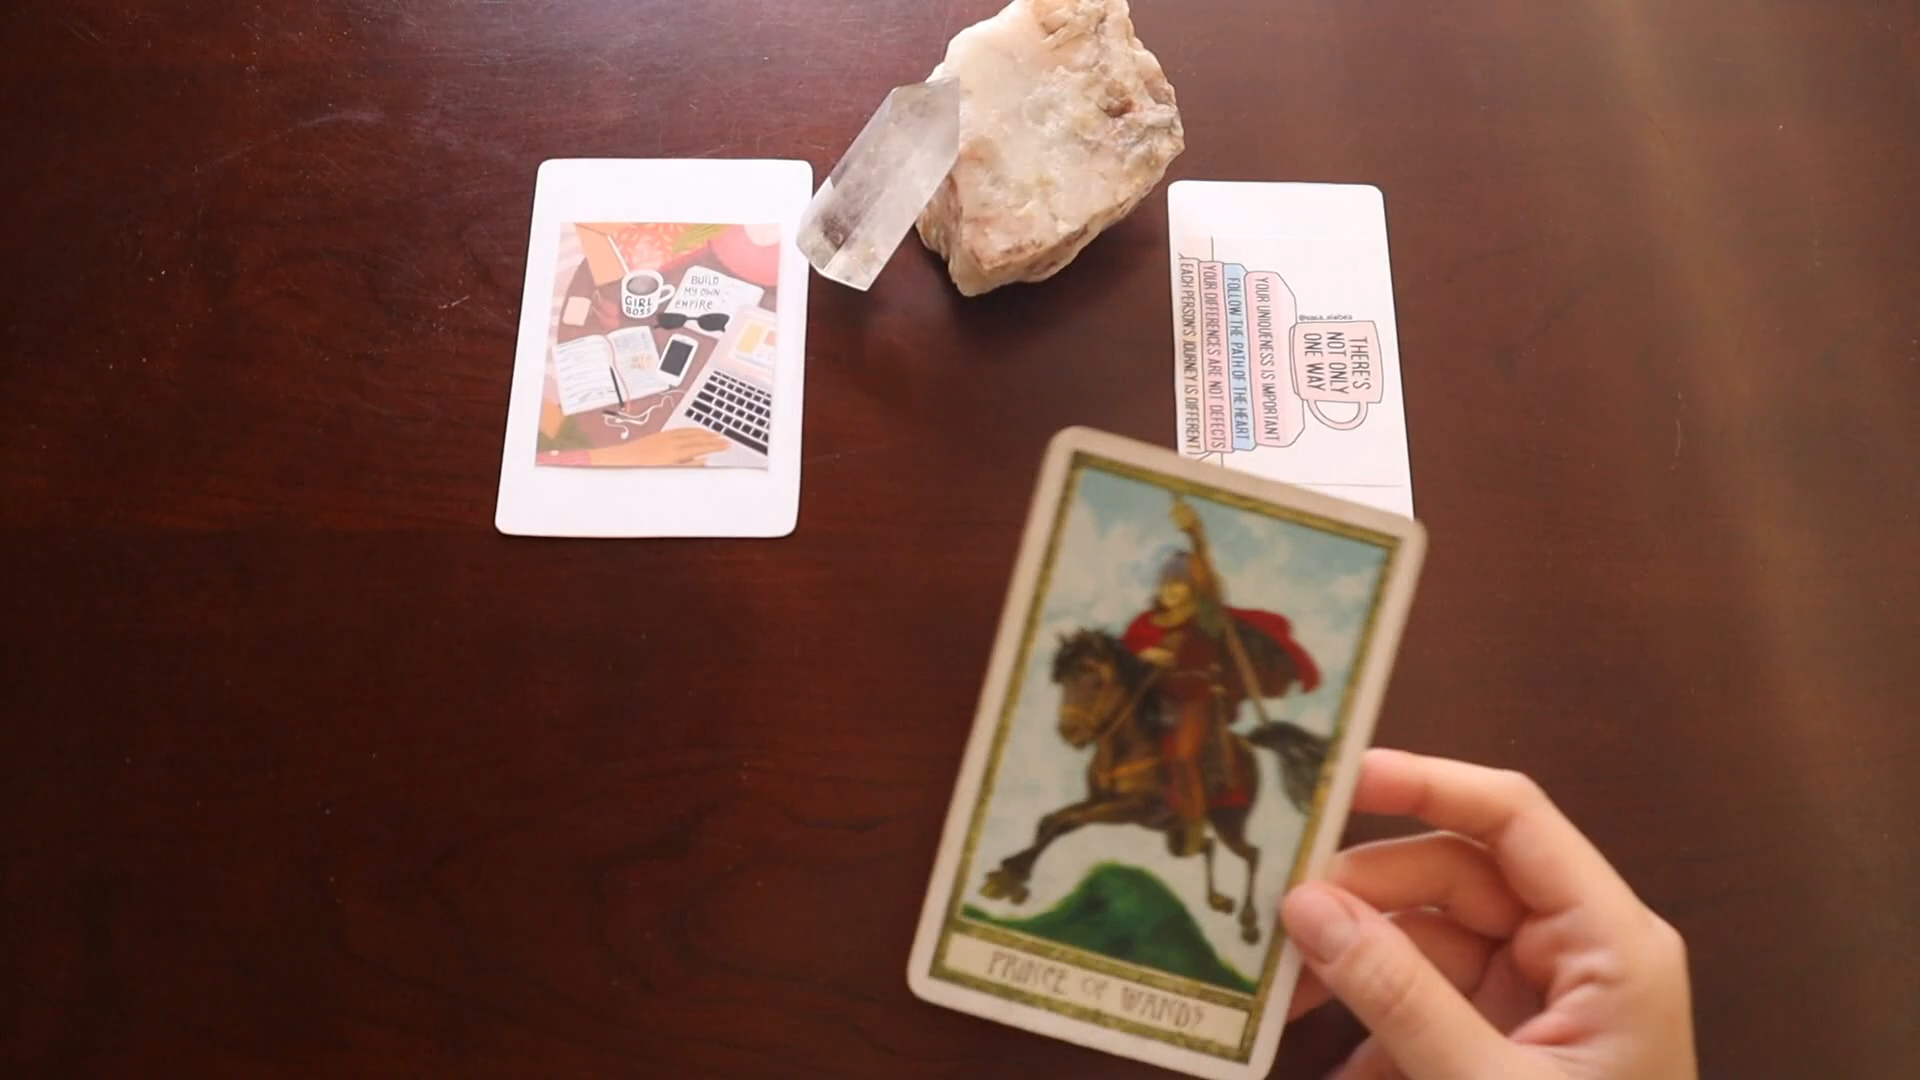 GIRL
BOSS
BUILD
MY OWN
EMPIRE
@sasa_elebea
THERE'S
NOT ONLY
ONE WAY
YOUR UNIQUENESS IS IMPORTANT
FOLLOW THE PATH OF THE HEART
YOUR DIFFERENCES ARE NOT DEFECTS
EACH PERSON'S JOURNEY IS DIFFERENT
PRINCE OF WANDS